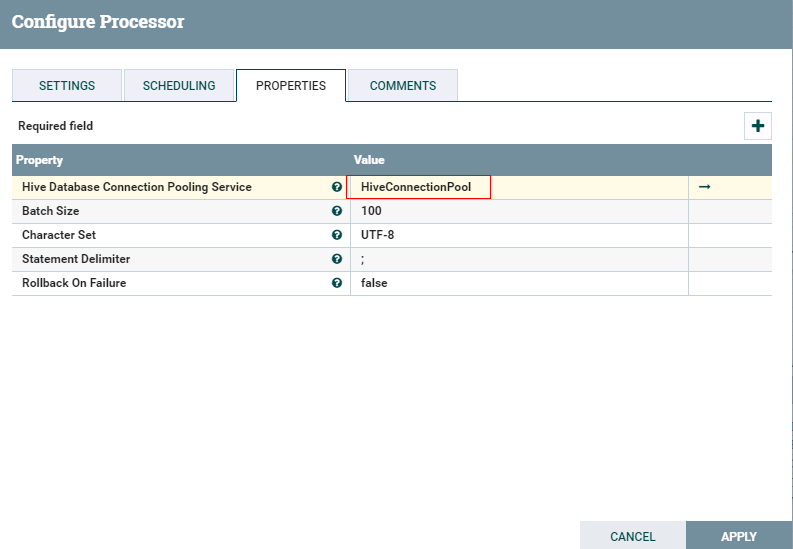 Configure Processor
SETTINGS SCHEDULING PROPERTIES COMMENTS
Required field
Property Value
Hive Database Connection Pooling Service HiveConnectionPool
Batch Size 100
Character Set UTF-8
Statement Delimiter ;
Rollback On Failure false
CANCEL APPLY